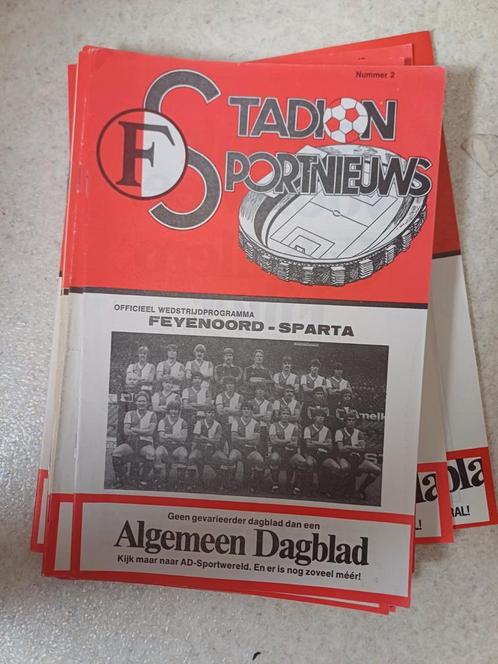 Nummer 2
STADION
SPORTNIEUWS
F
OFFICIEEL WEDSTRIJDPROGRAMMA
FEYENOORD - SPARTA
Geen gevarieerder dagblad dan een
Algemeen Dagblad
Kijk maar naar AD-Sportwereld. En er is nog zoveel méér!